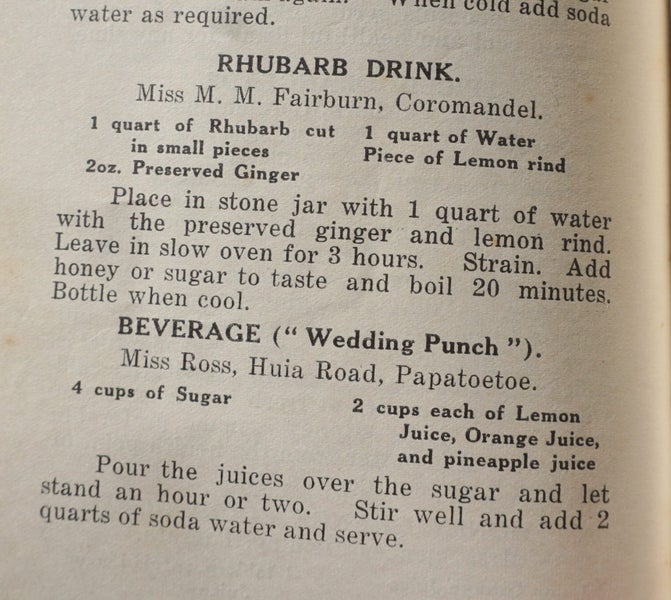 When cold add soda
water as required.
RHUBARB DRINK.
Miss M. M. Fairburn, Coromandel.
1 quart of Rhubarb cut
in small pieces
2oz. Preserved Ginger
1 quart of Water
Piece of Lemon rind
Place in stone jar with 1 quart of water
with the preserved ginger and lemon rind.
Leave in slow oven for 3 hours. Strain. Add
honey or sugar to taste and boil 20 minutes.
Bottle when cool.
BEVERAGE (“ Wedding Punch ”).
Miss Ross, Huia Road, Papatoetoe.
4 cups of Sugar
2 cups each of Lemon
Juice, Orange Juice,
and pineapple juice
Pour the juices over the sugar and let
stand an hour or two. Stir well and add 2
quarts of soda water and serve.